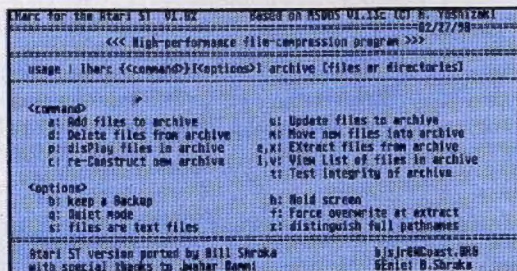 Lharc for the Atari ST V1.02 Based on MSDOS V1.13c (C) H. Yoshizaki
02/27/90
<<< High-performance file-compression program >>>
usage : lharc {<command>}[<options>] archive [files or directories]
<command>
a: Add files to archive u: Update files to archive
d: Delete files from archive m: Move new files into archive
p: disPlay files in archive e,x: EXtract files from archive
c: re-Construct new archive l,v: View List of files in archive
t: Test integrity of archive
<options>
b: keep a Backup h: Hold screen
q: Quiet mode f: Force overwrite at extract
s: files are text files z: distinguish full pathnames
Atari ST version ported by Bill Shroka
with special thanks to Jwahar Bammi GEnie: B.Shroka